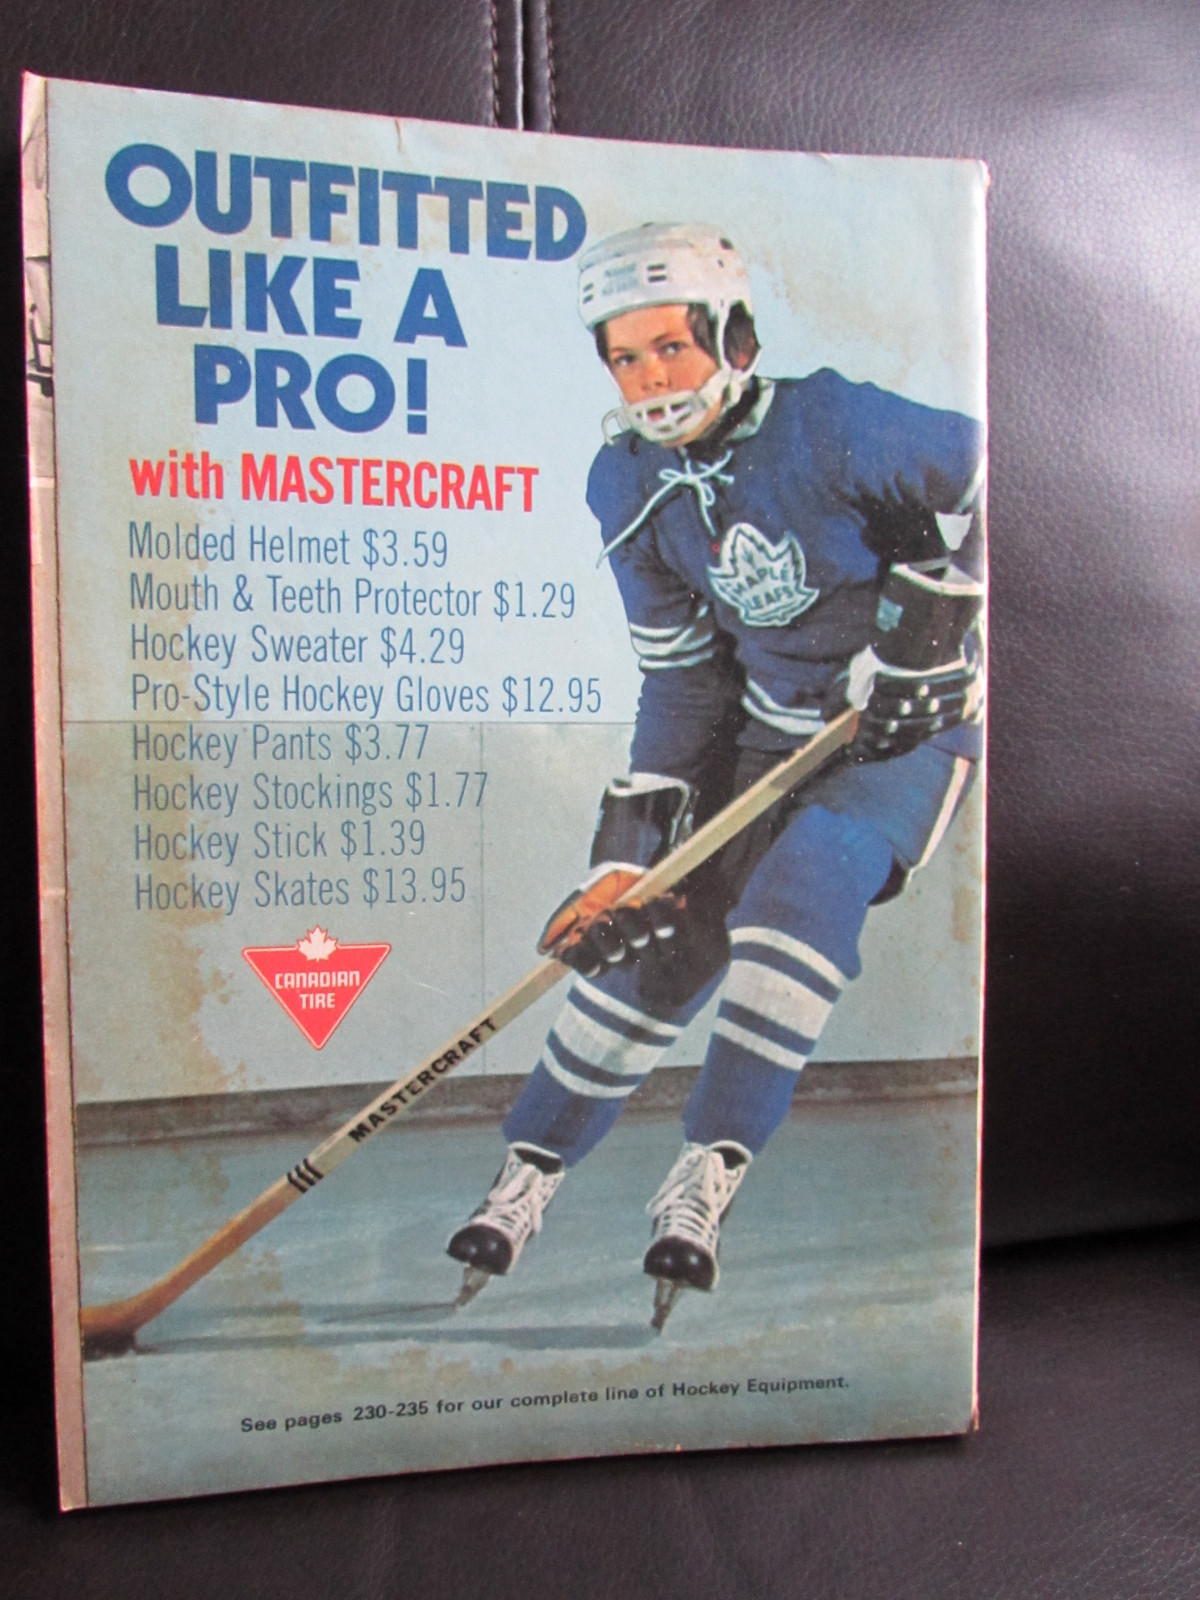 OUTFITTED
LIKE A
PRO!
with MASTERCRAFT
Molded Helmet $3.59
Mouth & Teeth Protector $1.29
Hockey Sweater $4.29
Pro-Style Hockey Gloves $12.95
Hockey Pants $3.77
Hockey Stockings $1.77
Hockey Stick $1.39
Hockey Skates $13.95
CANADIAN
TIRE
MAPLE
LEAFS
MASTERCRAFT
See pages 230-235 for our complete line of Hockey Equipment.